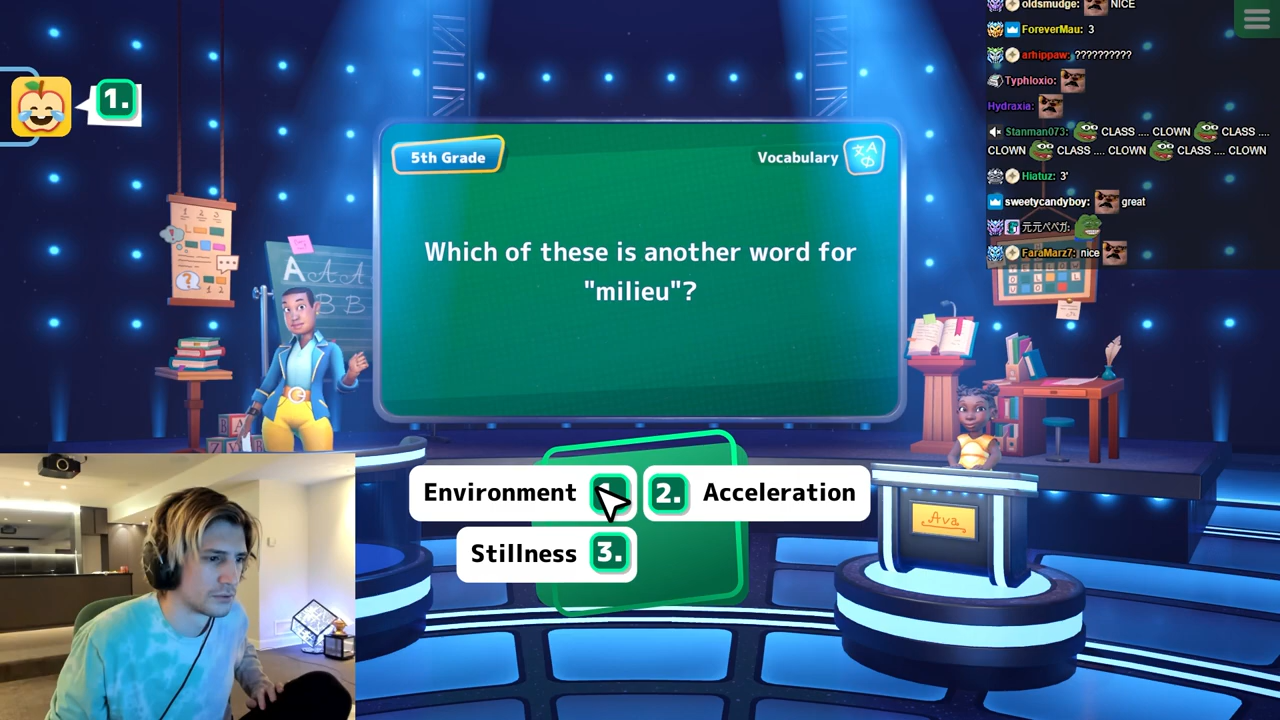 oldsmudge: NICE
ForeverMau: 3
arhippaw: ??????????
Typhloxio:
Hydraxia:
Stanman073: CLASS .... CLOWN CLASS ....
CLOWN CLASS .... CLOWN CLASS .... CLOWN
Hiatuz: 3'
sweetycandyboy: great
元元ペペガ:
FaraMarz7: nice
1.
5th Grade
Vocabulary
Which of these is another word for
"milieu"?
Environment
2. Acceleration
Stillness 3.
Ava